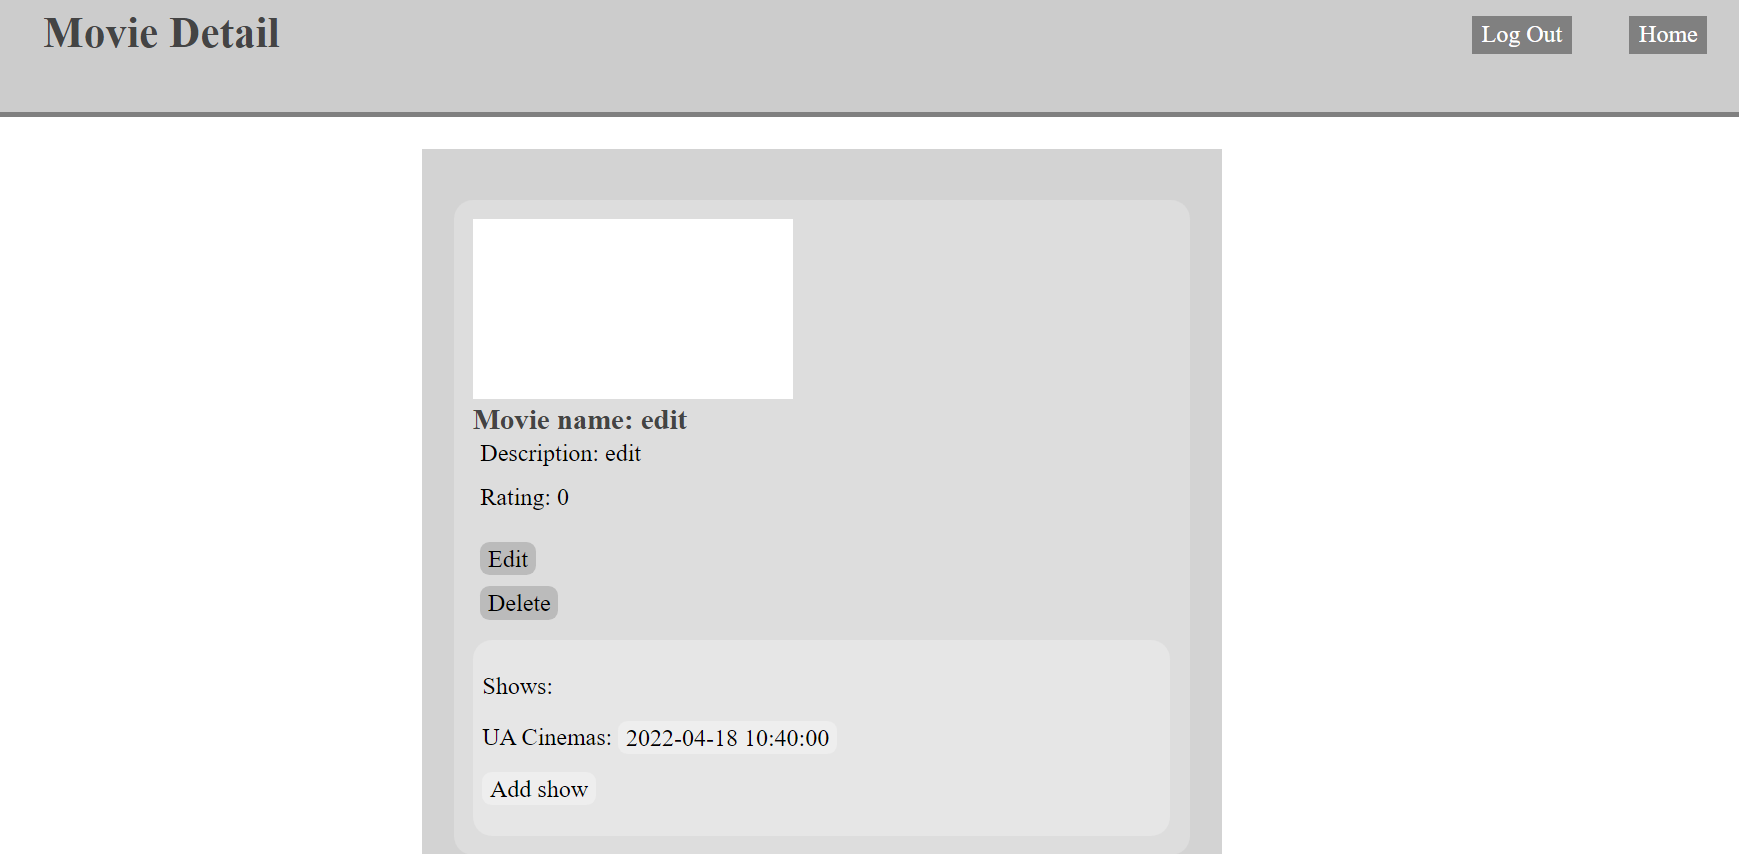 Movie Detail
Log Out
Home
Movie name: edit
Description: edit
Rating: 0
Edit
Delete
Shows:
UA Cinemas: 2022-04-18 10:40:00
Add show